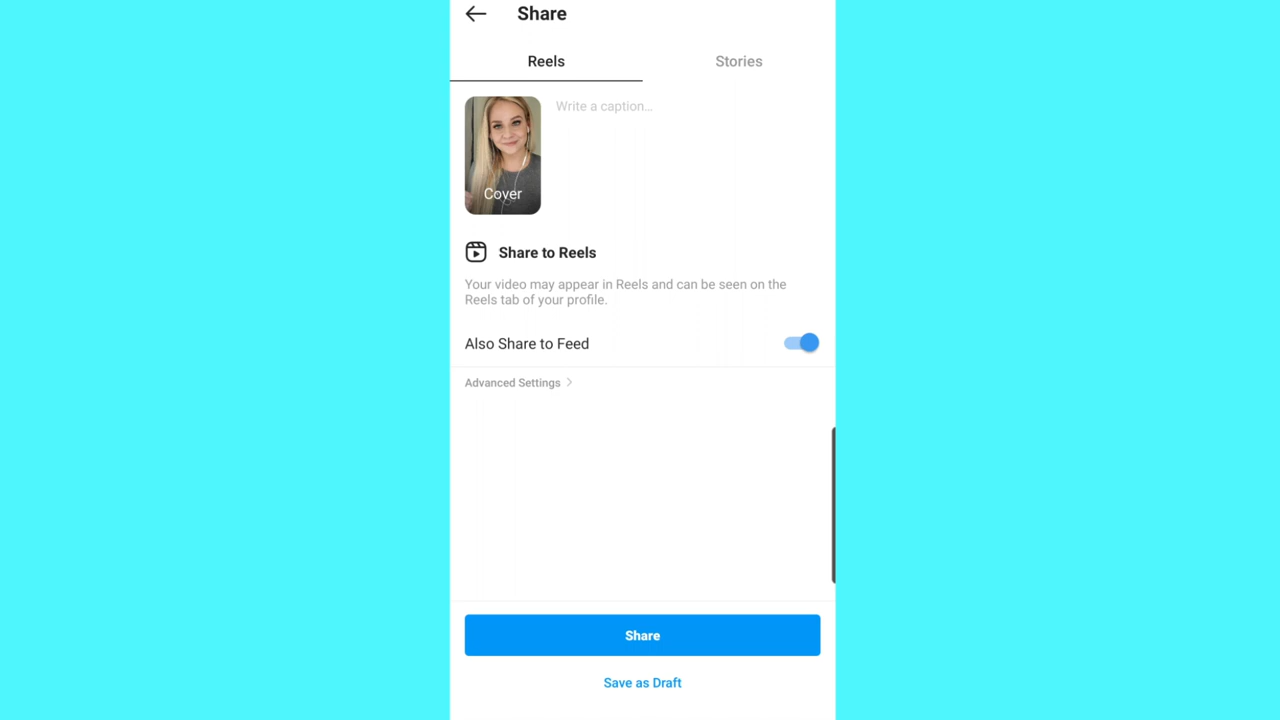 Share
Reels
Stories
Write a caption...
Cover
Share to Reels
Your video may appear in Reels and can be seen on the
Reels tab of your profile.
Also Share to Feed
Advanced Settings
Share
Save as Draft